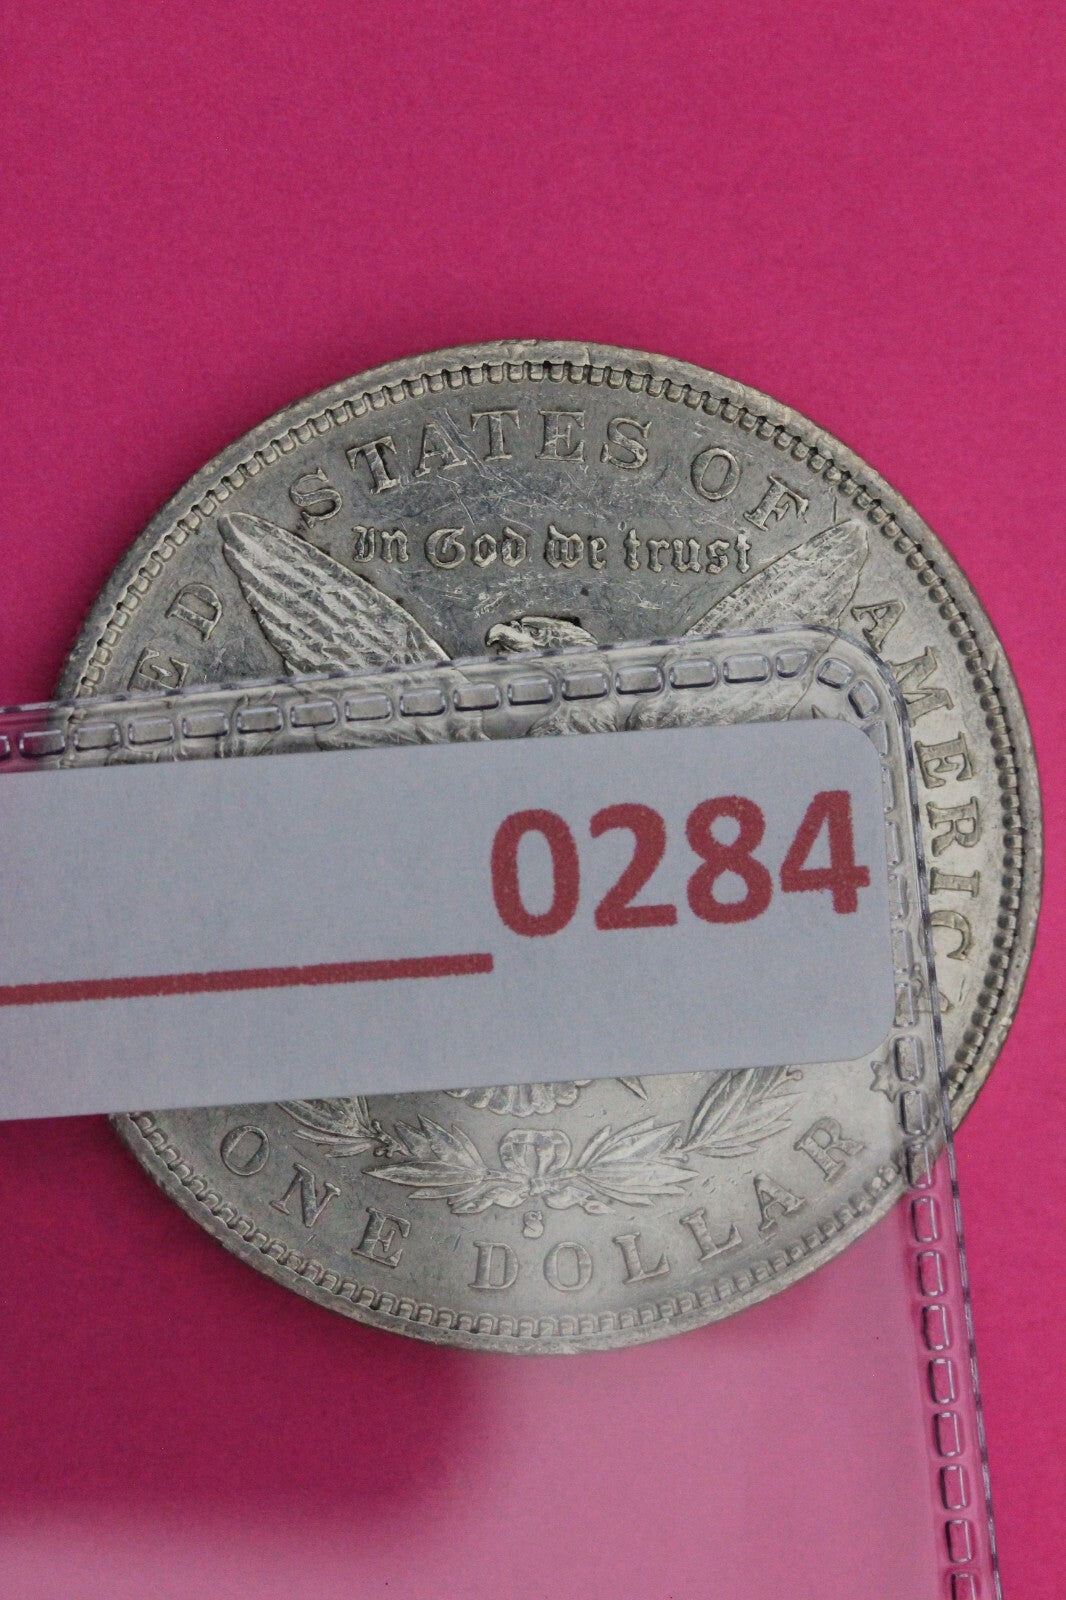 ED STATES OF AMERIC
In God we trust
0284
S
ONE DOLLAR